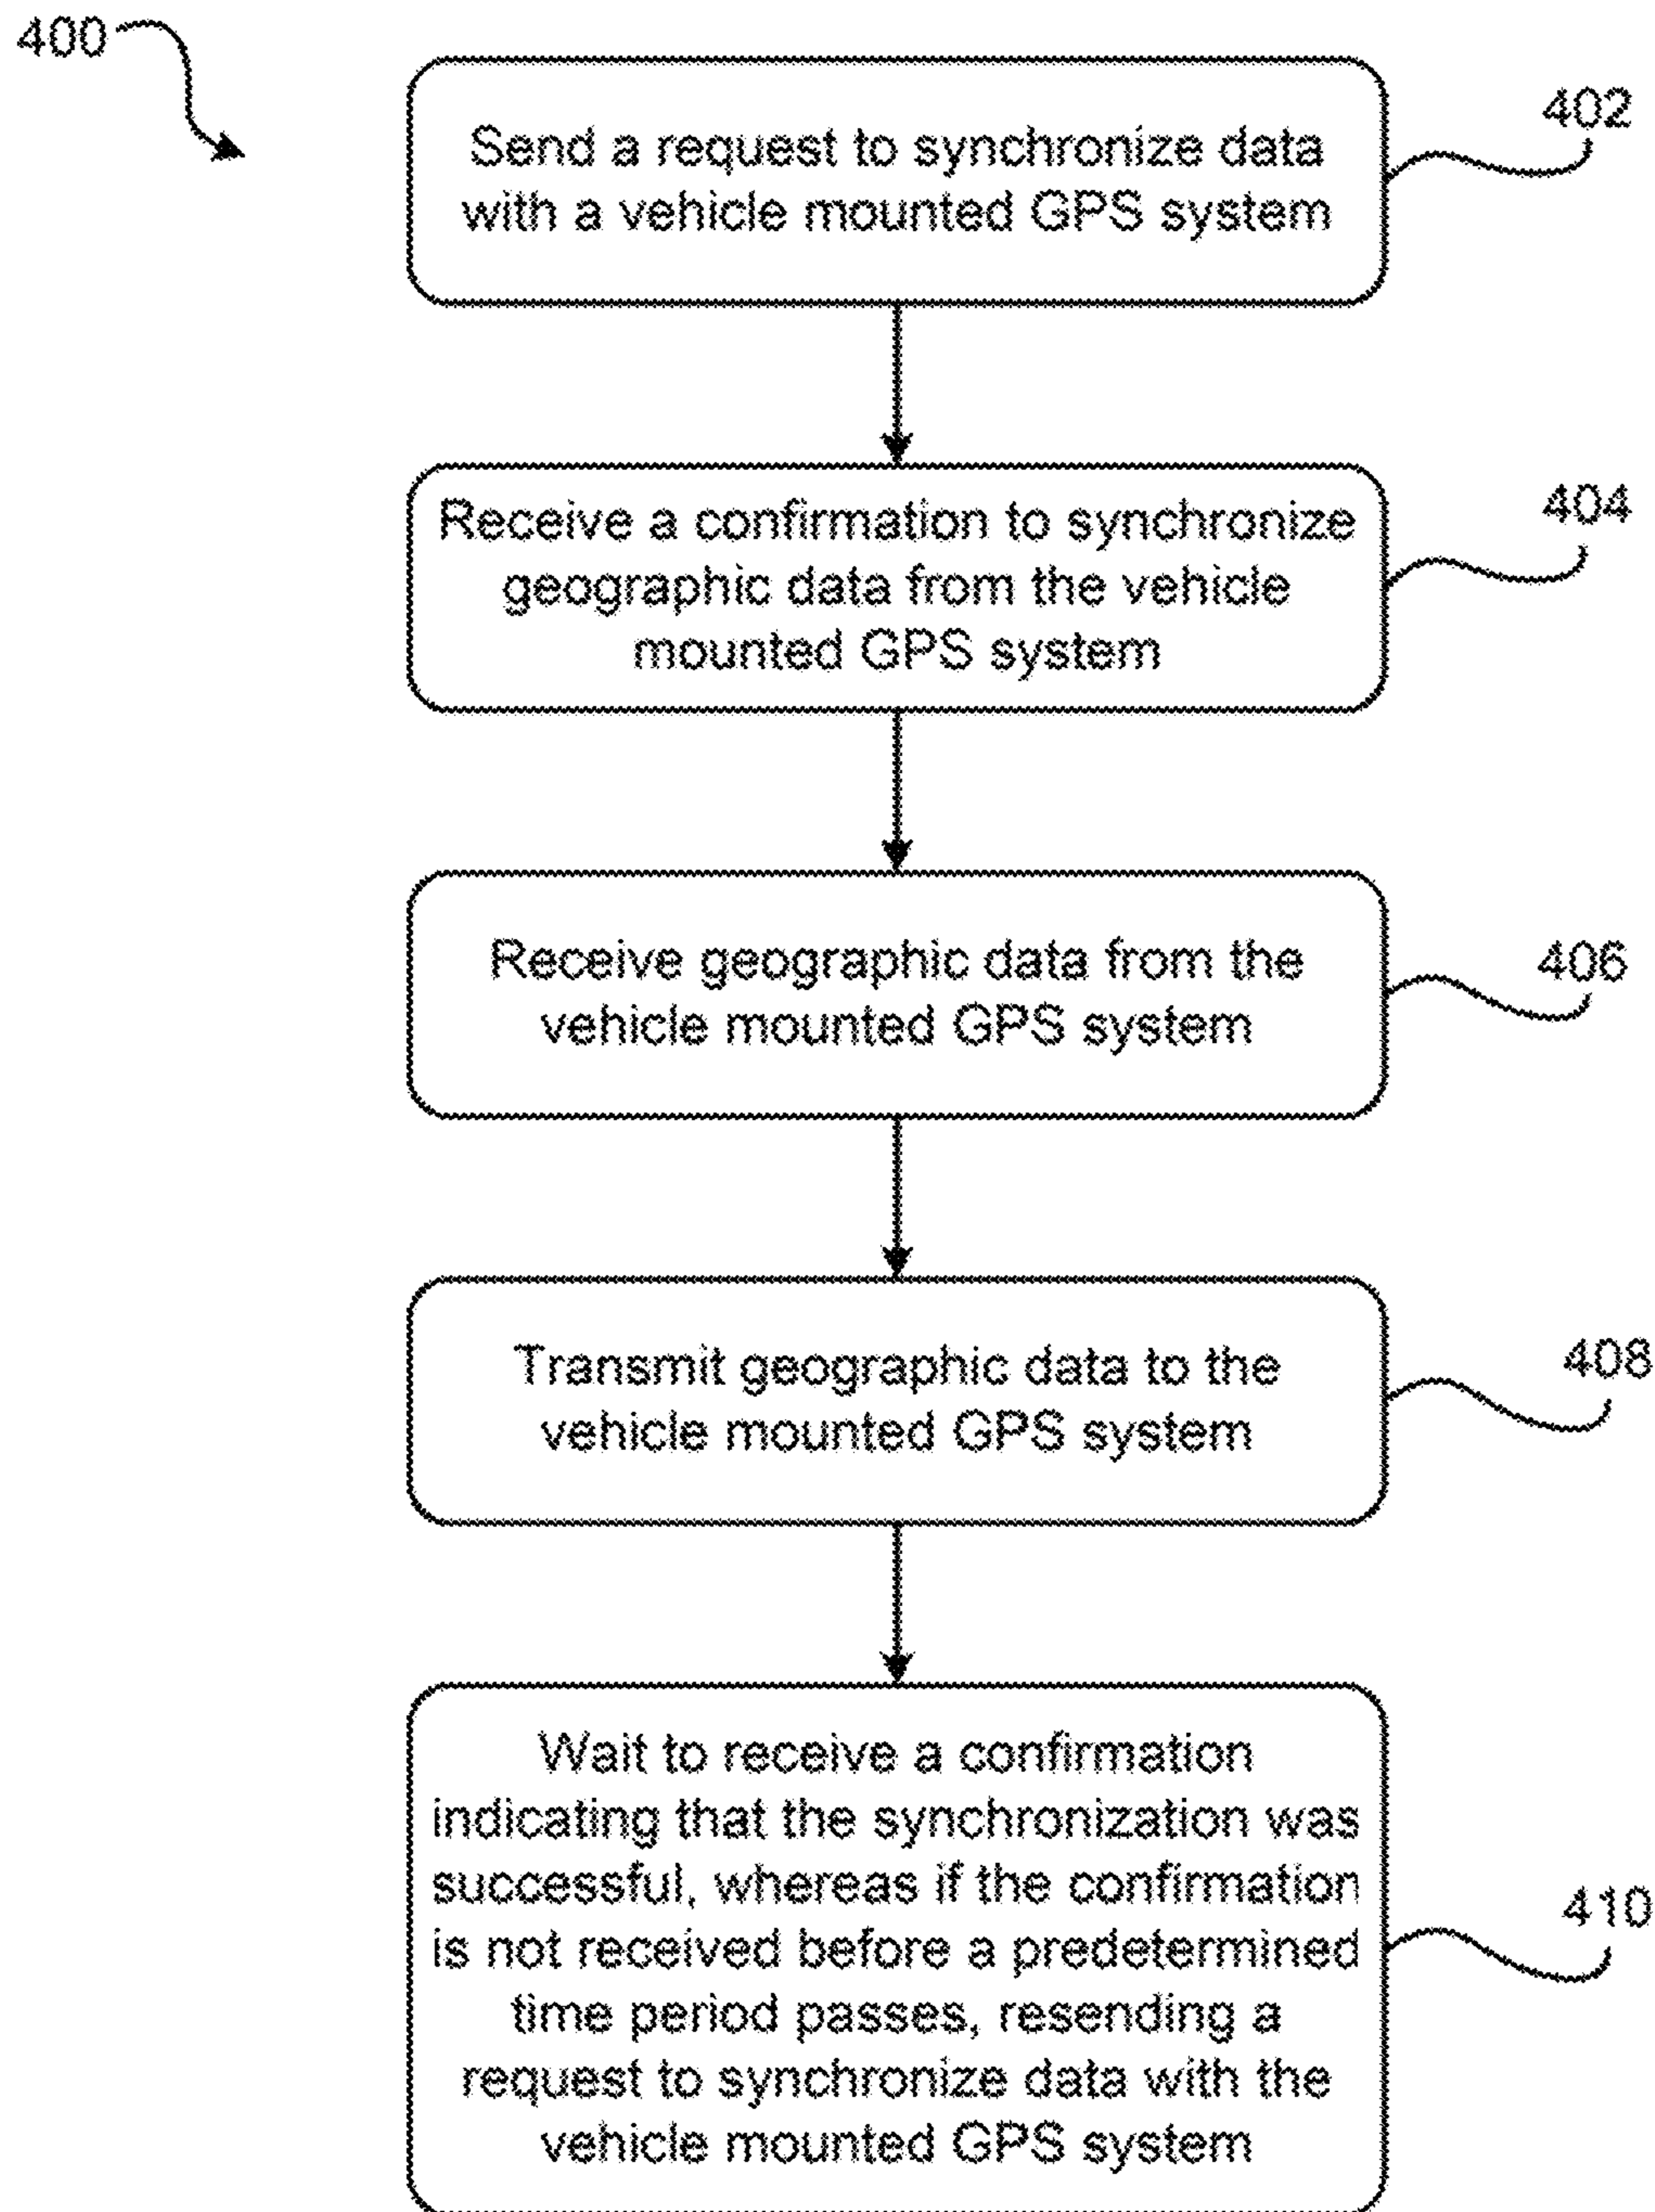 400
Send a request to synchronize data
with a vehicle mounted GPS system
402
Receive a confirmation to synchronize
geographic data from the vehicle
mounted GPS system
404
Receive geographic data from the
vehicle mounted GPS system
406
Transmit geographic data to the
vehicle mounted GPS system
408
Wait to receive a confirmation
indicating that the synchronization was
successful, whereas if the confirmation
is not received before a predetermined
time period passes, resending a
request to synchronize data with the
vehicle mounted GPS system
410